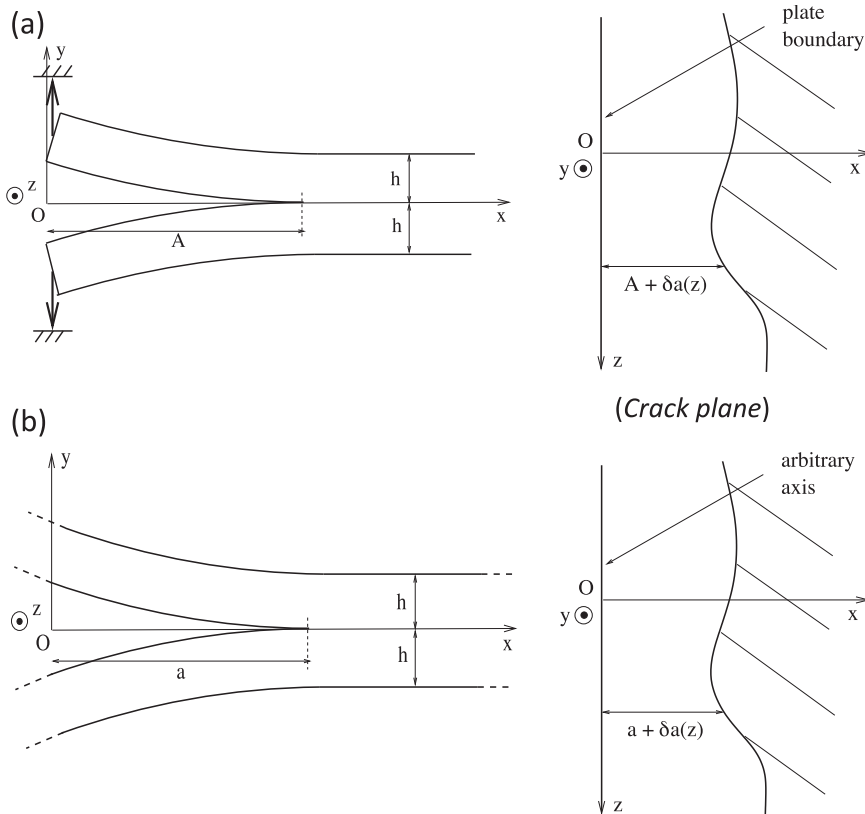 (a)
y
z
O
A
x
h
h
plate
boundary
O
y
x
A + δa(z)
z
(Crack plane)
(b)
y
z
O
a
x
h
h
arbitrary
axis
O
y
x
a + δa(z)
z